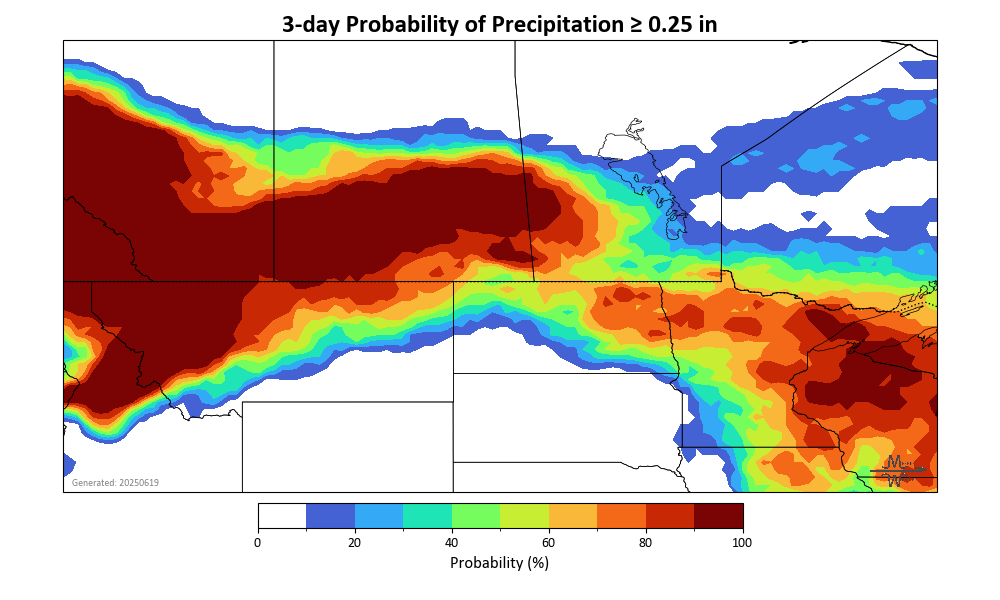 3-day Probability of Precipitation ≥ 0.25 in
Generated: 20250619
0 20 40 60 80 100
Probability (%)